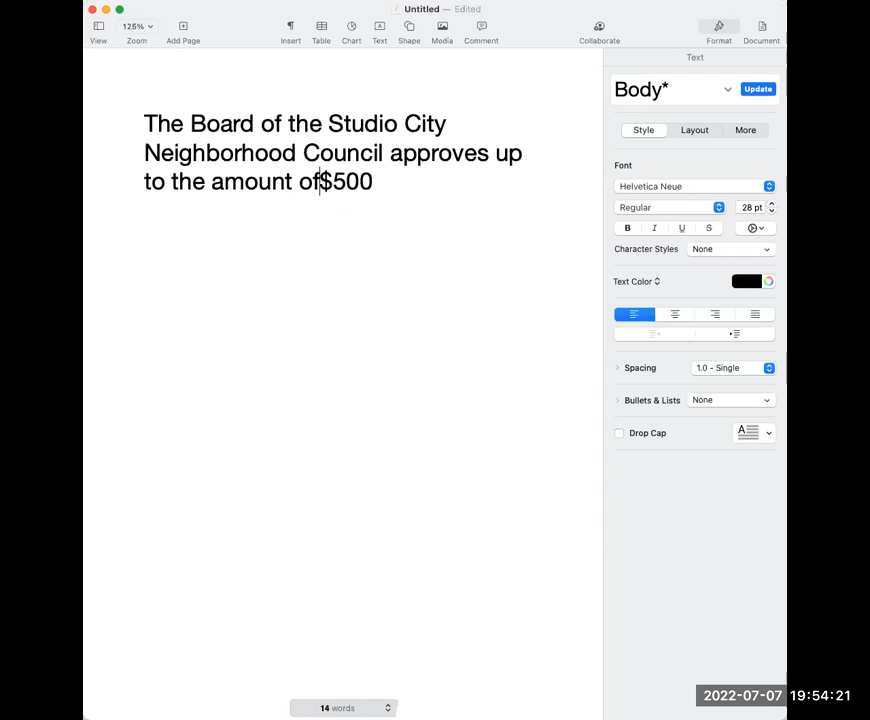 Untitled — Edited
125%
View
Zoom
Add Page
Insert
Table
Chart
Text
Shape
Media
Comment
Collaborate
Format
Document
The Board of the Studio City
Neighborhood Council approves up
to the amount of$500
Text
Body*
Update
Style
Layout
More
Font
Helvetica Neue
Regular
28 pt
B I U S
Character Styles
None
Text Color
Spacing
1.0 - Single
Bullets & Lists
None
Drop Cap
A
14 words
2022-07-07 19:54:21